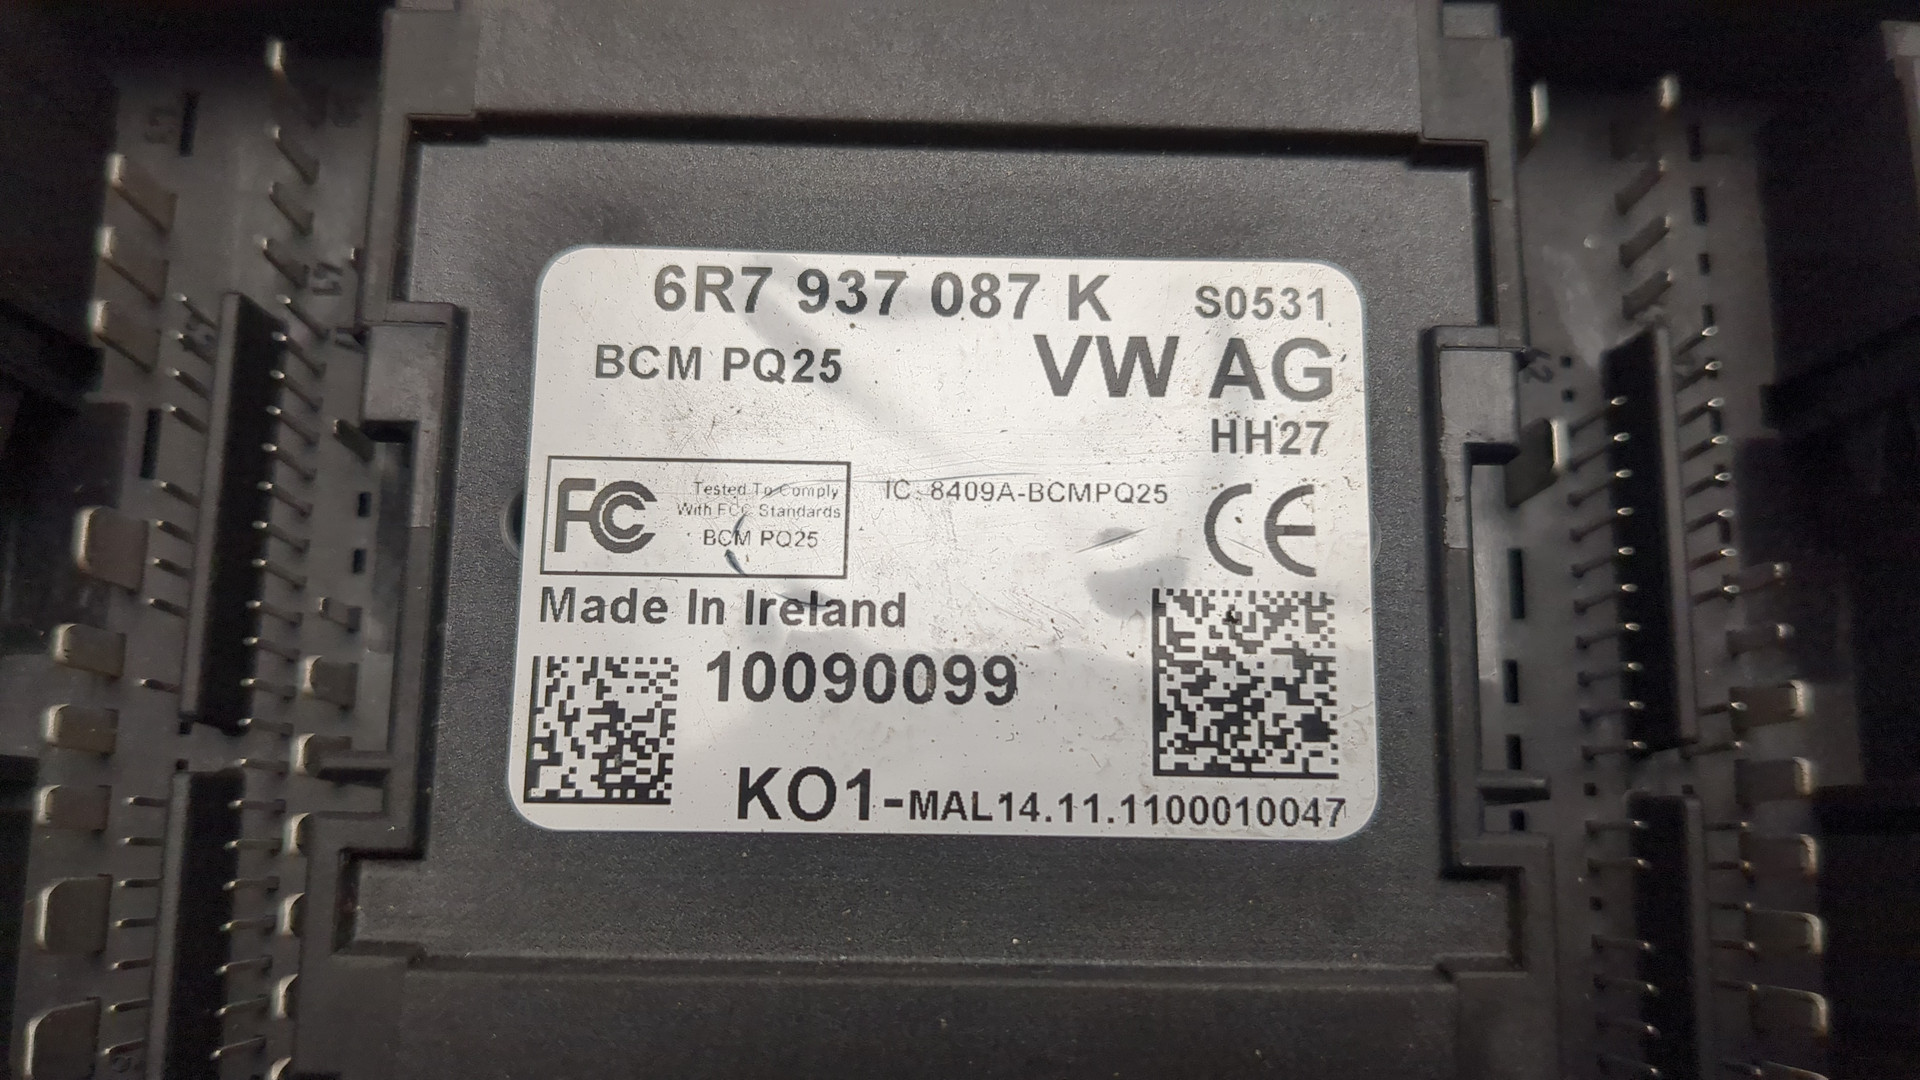 6R7 937 087 K S0531
BCM PQ25 VW AG
HH27
FCC Tested To Comply
With FCC Standards
BCM PQ25
IC: 8409A-BCMPQ25 CE
Made In Ireland
10090099
KO1-MAL14.11.1100010047